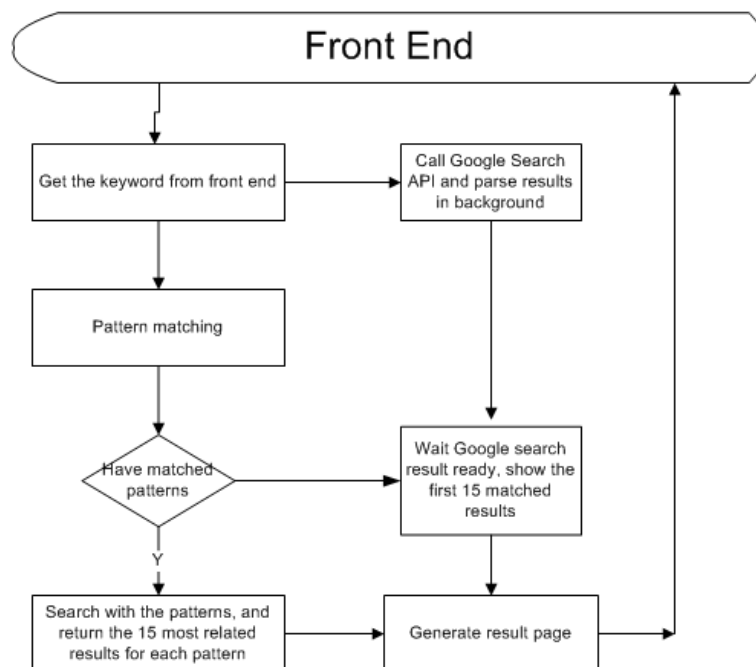 Front End
Get the keyword from front end
Call Google Search
API and parse results
in background
Pattern matching
Have matched
patterns
Wait Google search
result ready, show the
first 15 matched
results
Y
Search with the patterns, and
return the 15 most related
results for each pattern
Generate result page